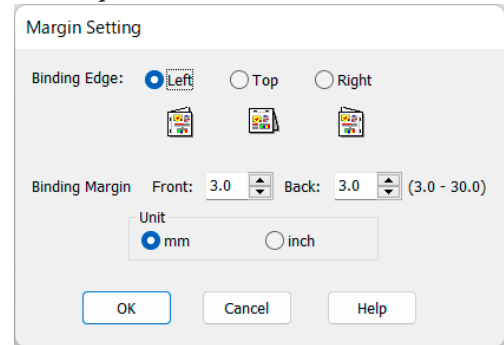 Margin Setting
Binding Edge: Left Top Right
Binding Margin Front: 3.0 Back: 3.0 (3.0 - 30.0)
Unit
mm inch
OK Cancel Help